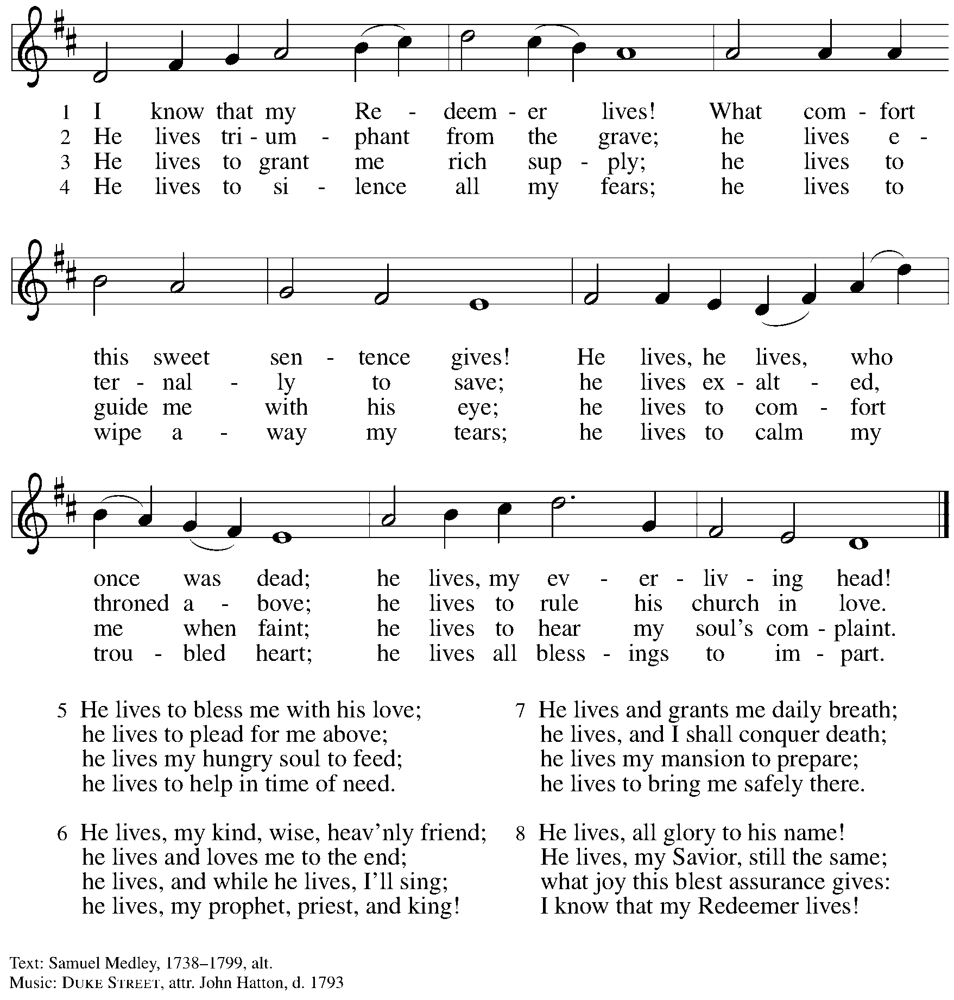 1 I know that my Re - deem - er lives! What com - fort
2 He lives tri - um - phant from the grave; he lives e -
3 He lives to grant me rich sup - ply; he lives to
4 He lives to si - lence all my fears; he lives to
this sweet sen - tence gives! He lives, he lives, who
ter - nal - ly to save; he lives ex - alt - ed,
guide me with his eye; he lives to com - fort
wipe a - way my tears; he lives to calm my
once was dead; he lives, my ev - er - liv - ing head!
throned a - bove; he lives to rule his church in love.
me when faint; he lives to hear my soul's com - plaint.
trou - bled heart; he lives all bless - ings to im - part.
5 He lives to bless me with his love;
he lives to plead for me above;
he lives my hungry soul to feed;
he lives to help in time of need.
6 He lives, my kind, wise, heav'nly friend;
he lives and loves me to the end;
he lives, and while he lives, I'll sing;
he lives, my prophet, priest, and king!
7 He lives and grants me daily breath;
he lives, and I shall conquer death;
he lives my mansion to prepare;
he lives to bring me safely there.
8 He lives, all glory to his name!
He lives, my Savior, still the same;
what joy this blest assurance gives:
I know that my Redeemer lives!
Text: Samuel Medley, 1738–1799, alt.
Music: DUKE STREET, attr. John Hatton, d. 1793